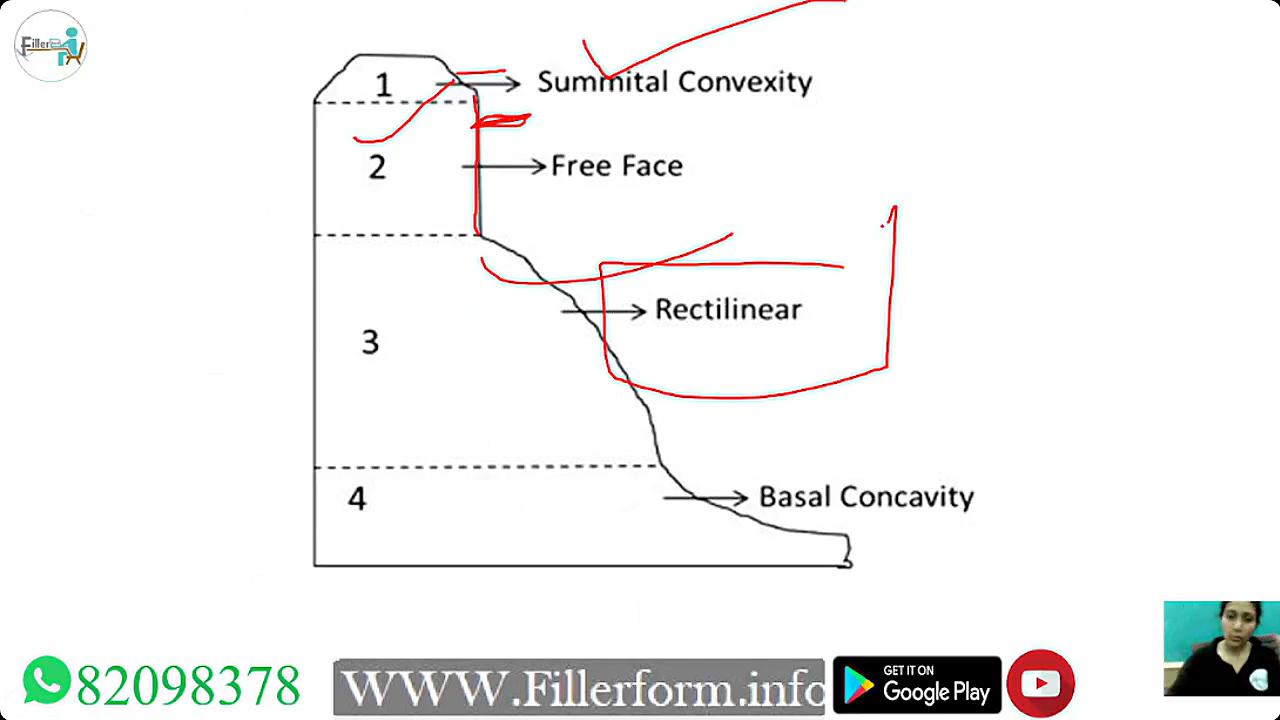 Filler
1
Summital Convexity
2
Free Face
3
Rectilinear
4
Basal Concavity
82098378
WWW.Fillerform.info
GET IT ON
Google Play